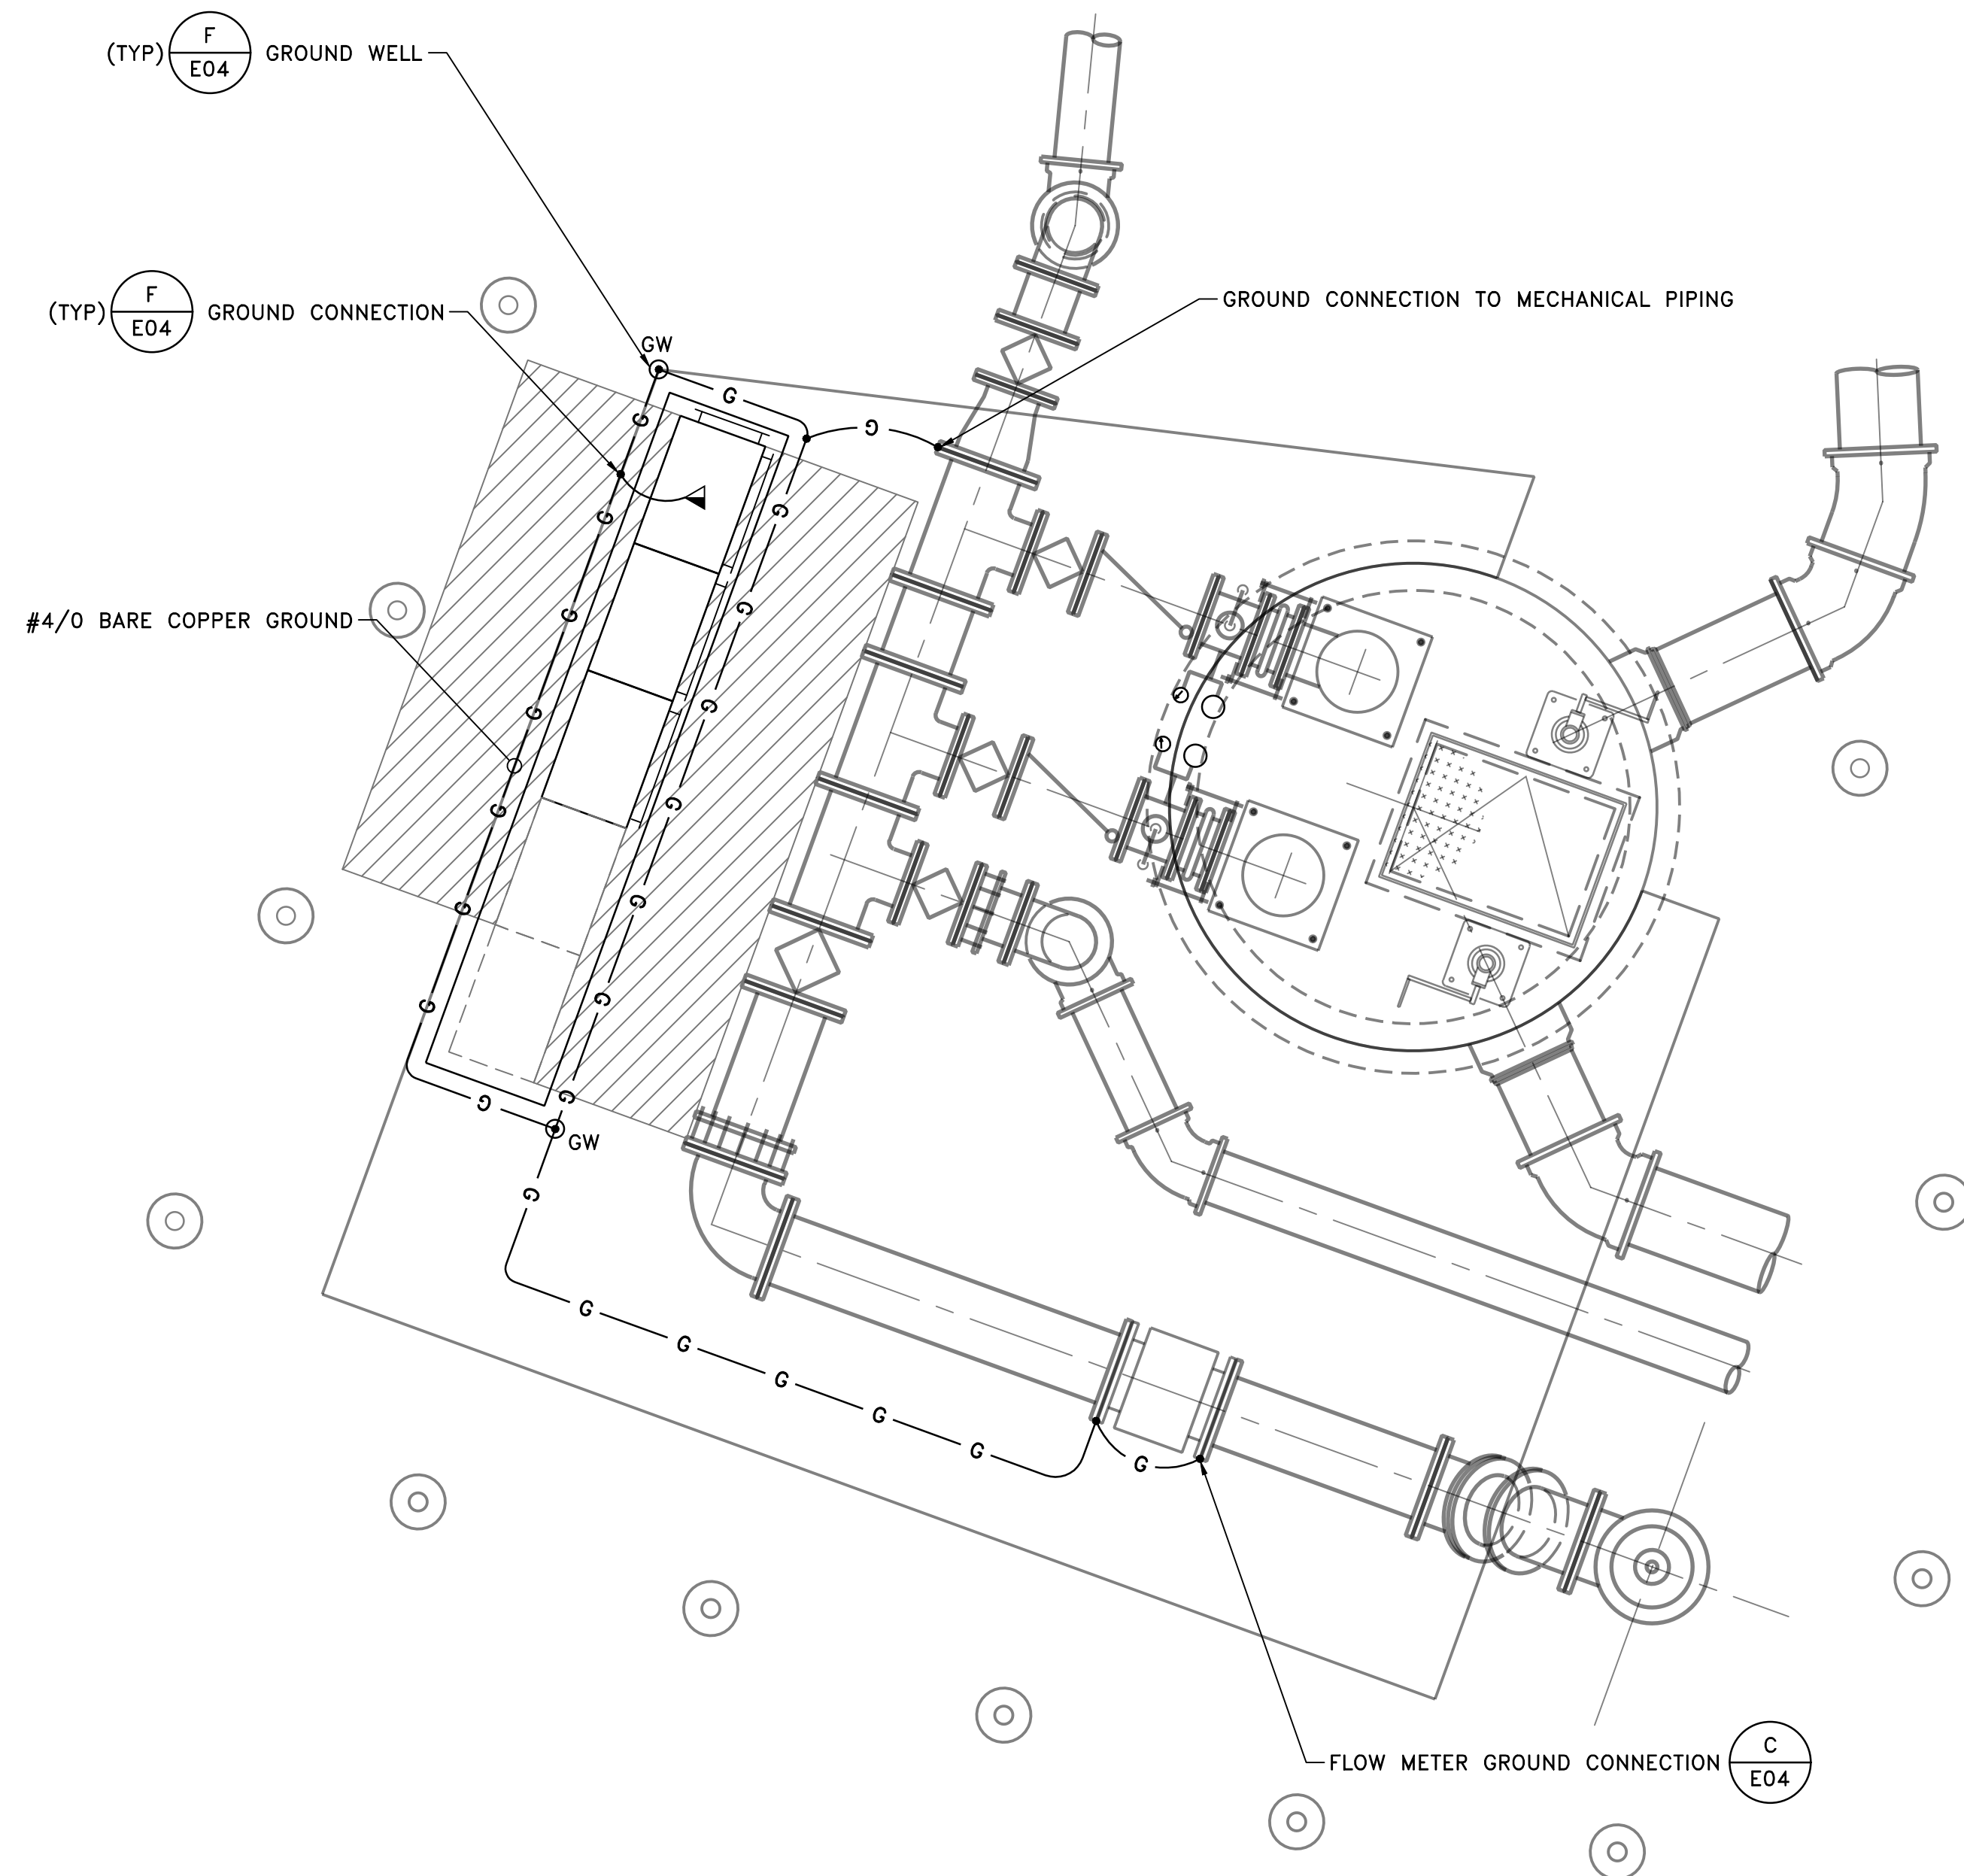 (TYP) F GROUND WELL
E04
GW
(TYP) F GROUND CONNECTION
E04
GROUND CONNECTION TO MECHANICAL PIPING
G
G
G
G
G
G
#4/0 BARE COPPER GROUND
G
G
G
G
G
G
G
G
G
G
G
G
GW
G
G
G
G
G
G
G
FLOW METER GROUND CONNECTION C
E04